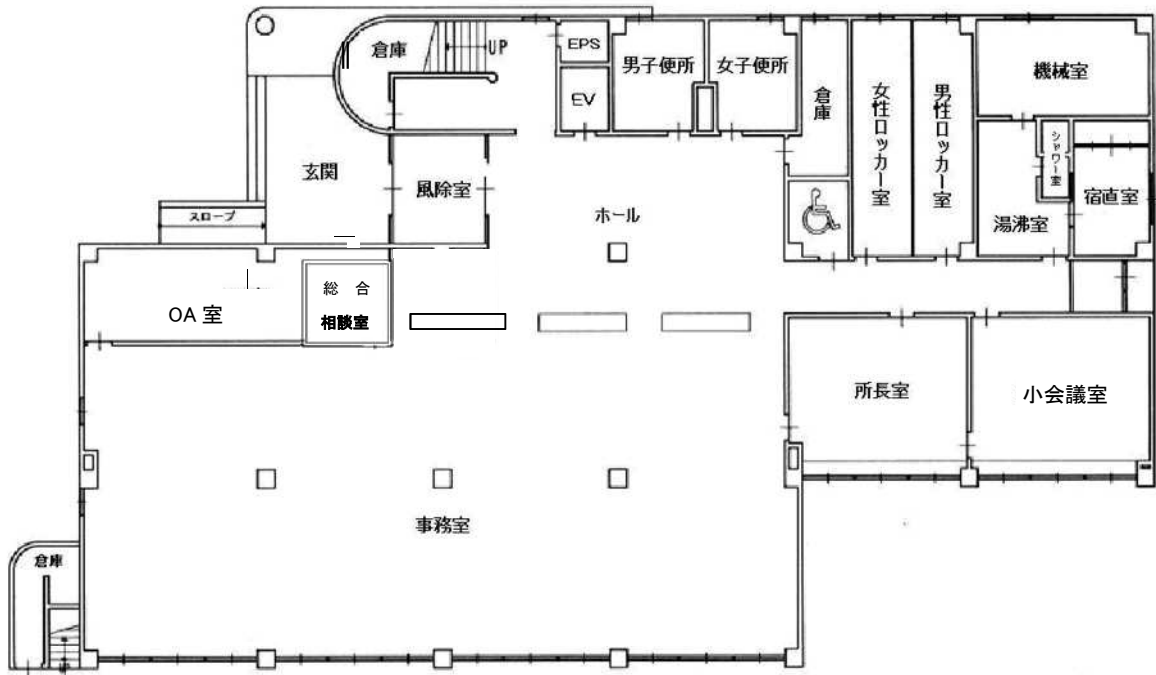 倉庫
UP
EPS
EV
男子便所
女子便所
倉庫
女性ロッカー室
男性ロッカー室
機械室
シャワー室
湯沸室
宿直室
玄関
風除室
スロープ
ホール
OA 室
総 合
相談室
所長室
小会議室
事務室
倉庫